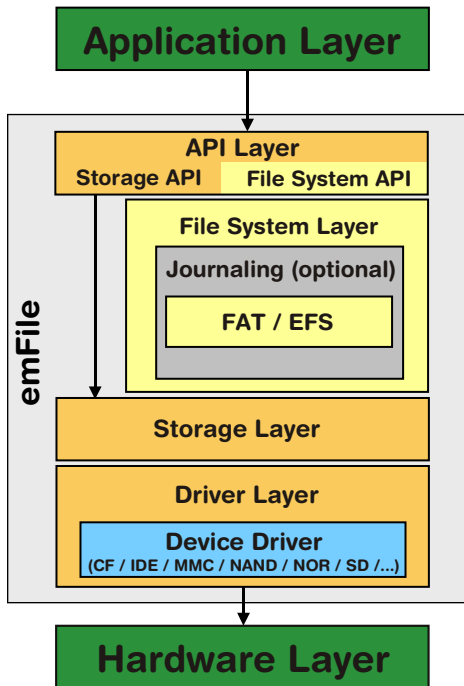 Application Layer
API Layer
Storage API
File System API
File System Layer
Journaling (optional)
FAT / EFS
emFile
Storage Layer
Driver Layer
Device Driver
(CF / IDE / MMC / NAND / NOR / SD /...)
Hardware Layer